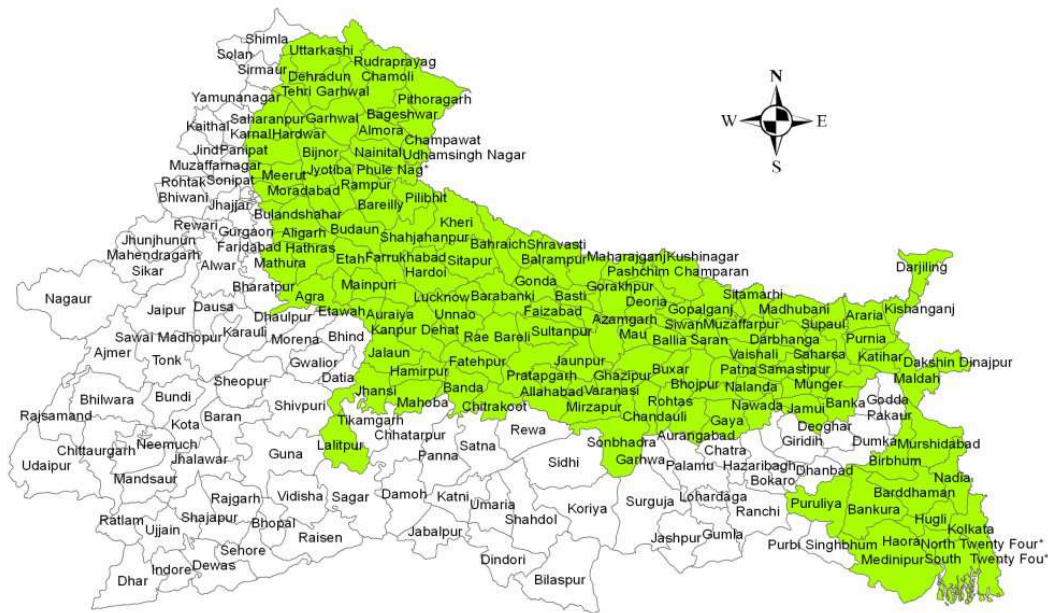 Shimla
Solan
Uttarkashi
Sirmaur
Rudraprayag
Dehradun
Chamoli
Tehri Garhwal
Yamunanagar
Pithoragarh
Saharanpur
Garhwal
Bageshwar
Kaithal
Karnal
Hardwar
Almora
Champawat
Jind
Panipat
Bijnor
Nainital
Udhamsingh Nagar
Muzaffarnagar
Jyotiba Phule Nag*
Meerut
Rohtak
Sonipat
Moradabad
Rampur
Bhiwani
Jhajjar
Bareilly
Pilibhit
Bulandshahar
Rewari
Gurgaon
Aligarh
Budaun
Shahjahanpur
Kheri
Jhunjhunun
Faridabad
Hathras
Bahraich
Shravasti
Mahendragarh
Sikar
Alwar
Mathura
Etah
Farrukhabad
Sitapur
Balrampur
Maharajganj
Kushinagar
Hardoi
Pashchim Champaran
Darjiling
Nagaur
Bharatpur
Mainpuri
Gonda
Gorakhpur
Jaipur
Dausa
Agra
Etawah
Auraiya
Lucknow
Barabanki
Basti
Deoria
Gopalganj
Sitamarhi
Madhubani
Kishanganj
Dhaulpur
Unnao
Faizabad
Azamgarh
Siwan
Muzaffarpur
Supaul
Araria
Sawai Madhopur
Karauli
Morena
Bhind
Kanpur Dehat
Rae Bareli
Sultanpur
Mau
Ballia
Saran
Darbhanga
Purnia
Ajmer
Tonk
Gwalior
Jalaun
Fatehpur
Jaunpur
Ghazipur
Buxar
Vaishali
Saharsa
Katihar
Dakshin Dinajpur
Sheopur
Datia
Hamirpur
Pratapgarh
Patna
Samastipur
Maldah
Bhilwara
Bundi
Jhansi
Banda
Allahabad
Varanasi
Bhojpur
Nalanda
Munger
Rajsamand
Baran
Shivpuri
Mahoba
Chitrakoot
Mirzapur
Rohtas
Nawada
Jamui
Banka
Godda
Kota
Tikamgarh
Chandauli
Gaya
Pakaur
Chittaurgarh
Neemuch
Lalitpur
Chhatarpur
Satna
Rewa
Sonbhadra
Aurangabad
Deoghar
Udaipur
Jhalawar
Guna
Panna
Sidhi
Garhwa
Palamu
Chatra
Giridih
Dumka
Murshidabad
Mandsaur
Hazaribagh
Dhanbad
Birbhum
Rajgarh
Vidisha
Sagar
Damoh
Katni
Umaria
Bokaro
Nadia
Ratlam
Shajapur
Surguja
Lohardaga
Puruliya
Barddhaman
Ujjain
Bhopal
Raisen
Jabalpur
Shahdol
Koriya
Ranchi
Bankura
Hugli
Kolkata
Indore
Dewas
Sehore
Dindori
Jashpur
Gumla
Purbi Singhbhum
Haora
North Twenty Four*
Dhar
Bilaspur
Medinipur
South Twenty Fou*
N
W
E
S